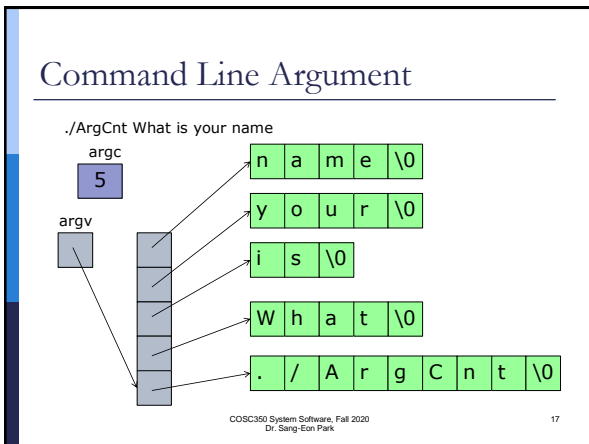 Command Line Argument
./ArgCnt What is your name
argc
5
argv
n a m e \0
y o u r \0
i s \0
W h a t \0
. / A r g C n t \0
COSC350 System Software, Fall 2020
Dr. Sang-Eon Park
17